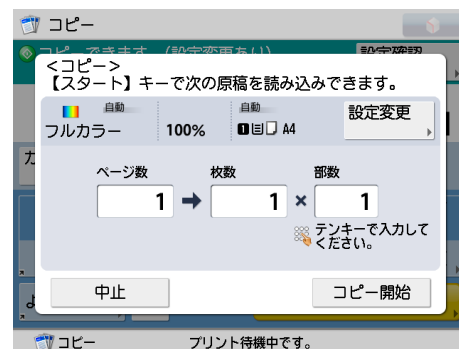 コピー
コピーできます。(設定変更あり) 設定確認
<コピー>
【スタート】キーで次の原稿を読み込みできます。
自動 自動
フルカラー 100% 1 A4 設定変更
ページ数 枚数 部数
1 ➡ 1 × 1
テンキーで入力して
ください。
中止 コピー開始
コピー プリント待機中です。